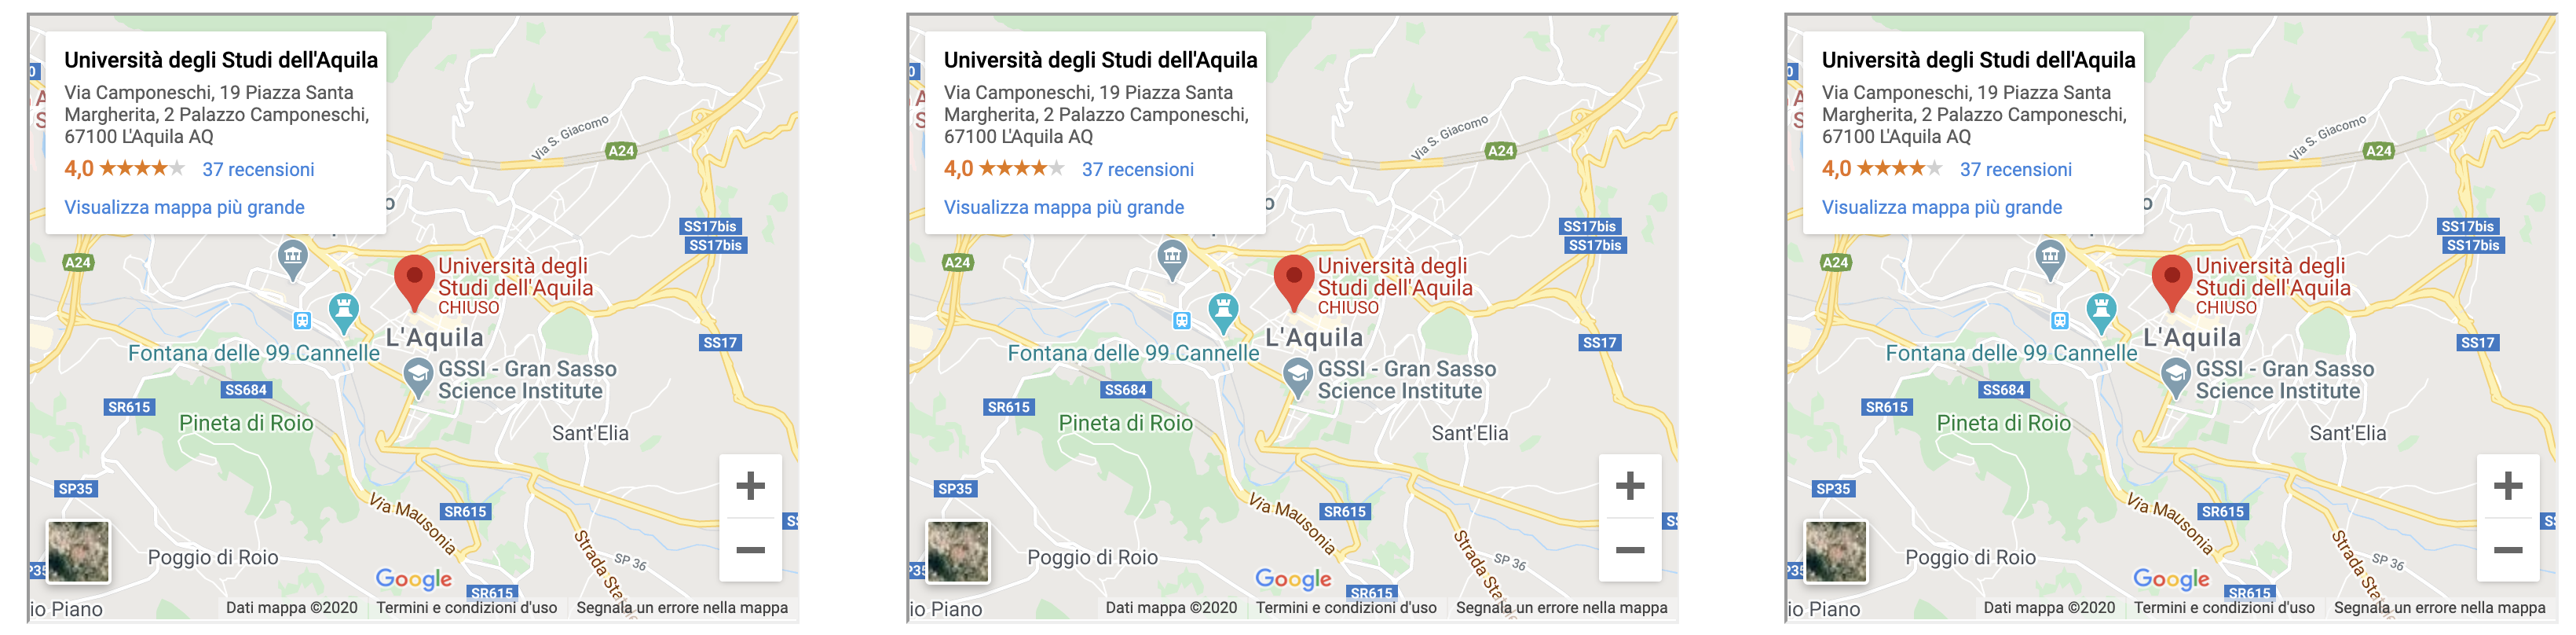 Università degli Studi dell'Aquila
Via Camponeschi, 19 Piazza Santa
Margherita, 2 Palazzo Camponeschi,
67100 L'Aquila AQ
4,0 37 recensioni
Visualizza mappa più grande
Via S. Giacomo
A24
SS17bis
SS17bis
A24
Università degli
Studi dell'Aquila
CHIUSO
L'Aquila
SS17
Fontana delle 99 Cannelle
GSSI - Gran Sasso
Science Institute
SS684
SR615
Pineta di Roio
Sant'Elia
SP35
Via Mausonia
SR615
Poggio di Roio
SP 36
Google
SR615
io Piano
Dati mappa ©2020 Termini e condizioni d'uso Segnala un errore nella mappa
Università degli Studi dell'Aquila
Via Camponeschi, 19 Piazza Santa
Margherita, 2 Palazzo Camponeschi,
67100 L'Aquila AQ
4,0 37 recensioni
Visualizza mappa più grande
Via S. Giacomo
A24
SS17bis
SS17bis
A24
Università degli
Studi dell'Aquila
CHIUSO
L'Aquila
SS17
Fontana delle 99 Cannelle
GSSI - Gran Sasso
Science Institute
SS684
SR615
Pineta di Roio
Sant'Elia
SP35
Via Mausonia
SR615
Poggio di Roio
SP 36
Google
SR615
io Piano
Dati mappa ©2020 Termini e condizioni d'uso Segnala un errore nella mappa
Università degli Studi dell'Aquila
Via Camponeschi, 19 Piazza Santa
Margherita, 2 Palazzo Camponeschi,
67100 L'Aquila AQ
4,0 37 recensioni
Visualizza mappa più grande
Via S. Giacomo
A24
SS17bis
SS17bis
A24
Università degli
Studi dell'Aquila
CHIUSO
L'Aquila
SS17
Fontana delle 99 Cannelle
GSSI - Gran Sasso
Science Institute
SS684
SR615
Pineta di Roio
Sant'Elia
SP35
Via Mausonia
SR615
Poggio di Roio
SP 36
Google
SR615
io Piano
Dati mappa ©2020 Termini e condizioni d'uso Segnala un errore nella mappa